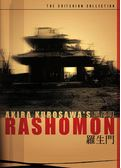 THE CRITERION COLLECTION
AKIRA KUROSAWA'S
RASHOMON
羅生門